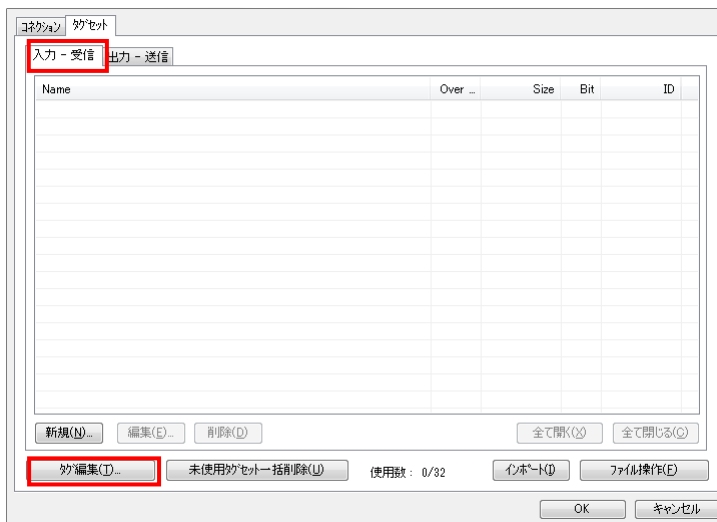 ｺﾈｸｼｮﾝ ﾀｸﾞｾｯﾄ
入力 - 受信 出力 - 送信
Name Over ... Size Bit ID
新規(N)... 編集(E)... 削除(D) 全て開く(X) 全て閉じる(C)
ﾀｸﾞ編集(T)... 未使用ﾀｸﾞｾｯﾄ一括削除(U) 使用数 : 0/32 ｲﾝﾎﾟｰﾄ(I) ﾌｧｲﾙ操作(F)
OK キャンセル